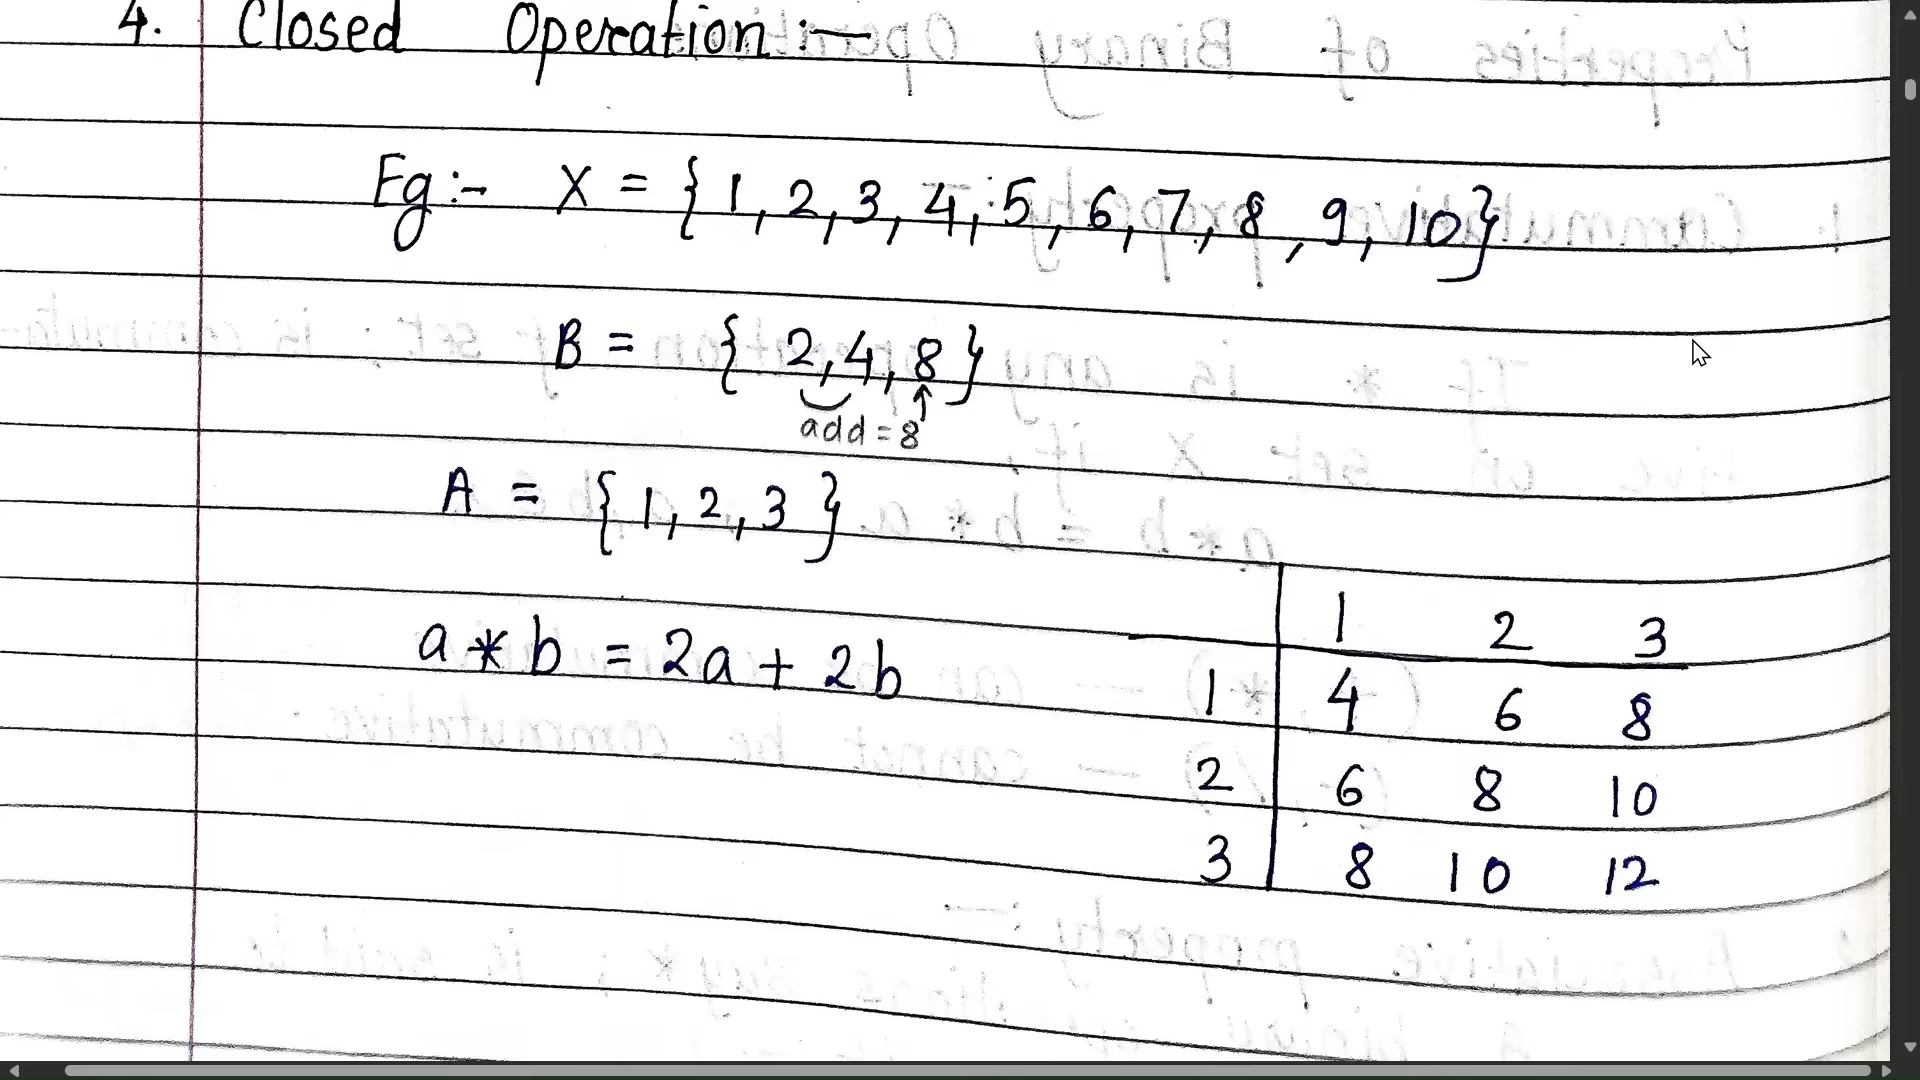 4. Closed Operation :—
Eg :- X = {1, 2, 3, 4, 5, 6, 7, 8, 9, 10}
B = { 2, 4, 8}
add = 8
A = {1, 2, 3}
a * b = 2a + 2b
1 2 3
1 4 6 8
2 6 8 10
3 8 10 12